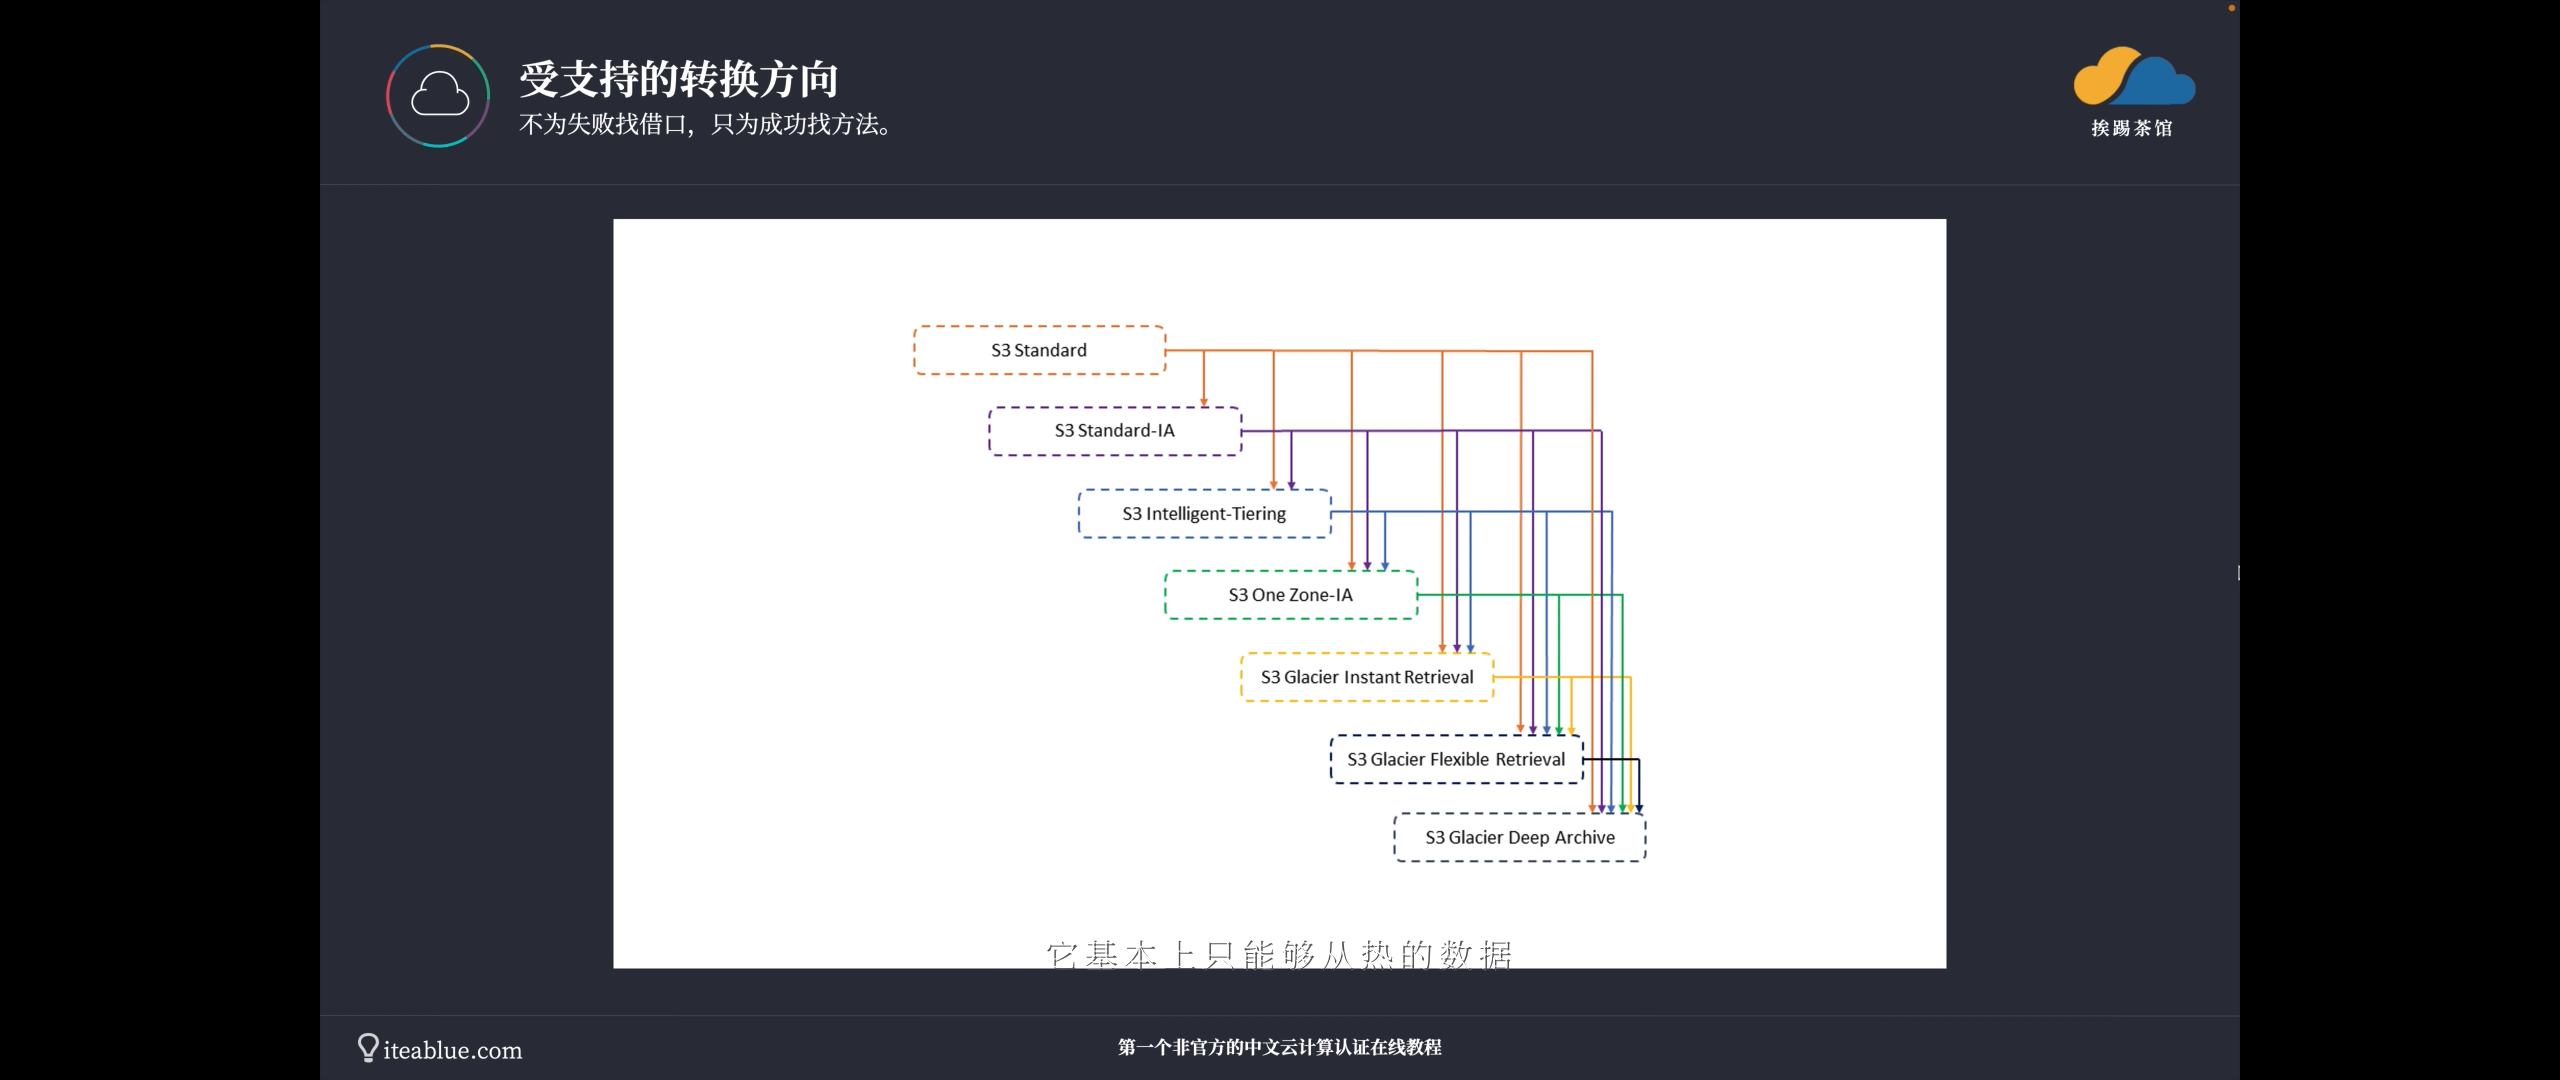 受支持的转换方向
不为失败找借口，只为成功找方法。
挨踢茶馆
S3 Standard
S3 Standard-IA
S3 Intelligent-Tiering
S3 One Zone-IA
S3 Glacier Instant Retrieval
S3 Glacier Flexible Retrieval
S3 Glacier Deep Archive
它基本上只能够从热的数据
iteablue.com
第一个非官方的中文云计算认证在线教程